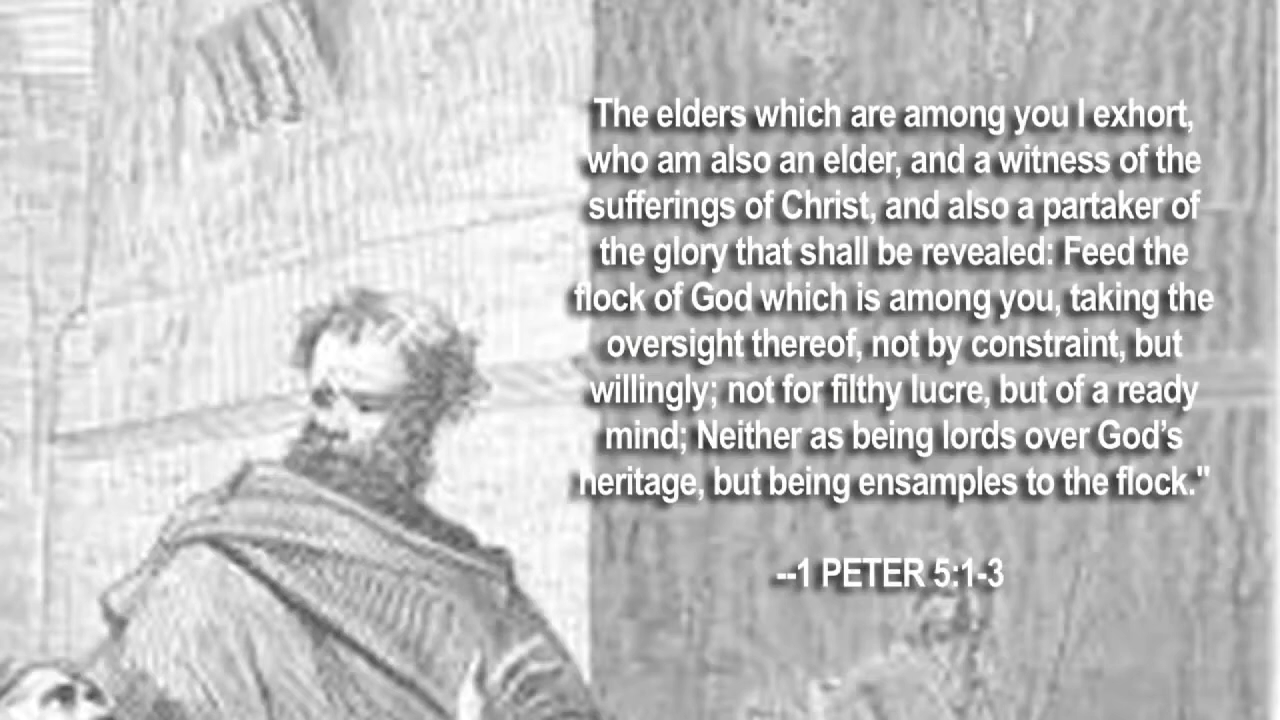 The elders which are among you I exhort,
who am also an elder, and a witness of the
sufferings of Christ, and also a partaker of
the glory that shall be revealed: Feed the
flock of God which is among you, taking the
oversight thereof, not by constraint, but
willingly; not for filthy lucre, but of a ready
mind; Neither as being lords over God’s
heritage, but being ensamples to the flock."
--1 PETER 5:1-3